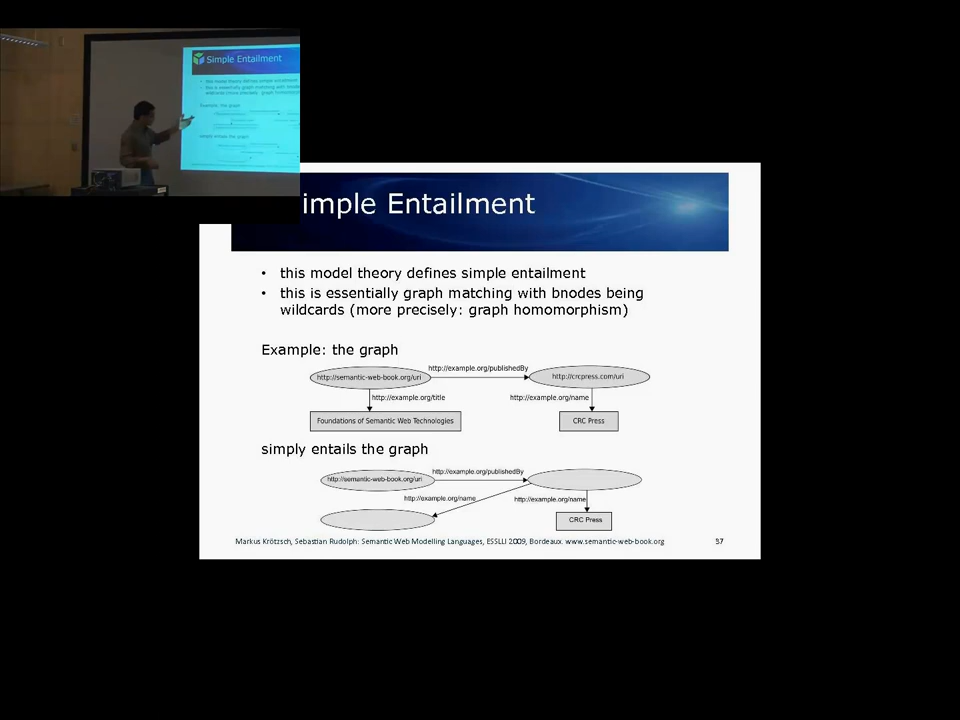 Simple Entailment
imple Entailment
• this model theory defines simple entailment
• this is essentially graph matching with bnodes being
wildcards (more precisely: graph homomorphism)
Example: the graph
http://example.org/publishedBy
http://semantic-web-book.org/uri
http://crcpress.com/uri
http://example.org/title
http://example.org/name
Foundations of Semantic Web Technologies
CRC Press
simply entails the graph
http://example.org/publishedBy
http://semantic-web-book.org/uri
http://example.org/name
http://example.org/name
CRC Press
Markus Krötzsch, Sebastian Rudolph: Semantic Web Modelling Languages, ESSLLI 2009, Bordeaux. www.semantic-web-book.org
37